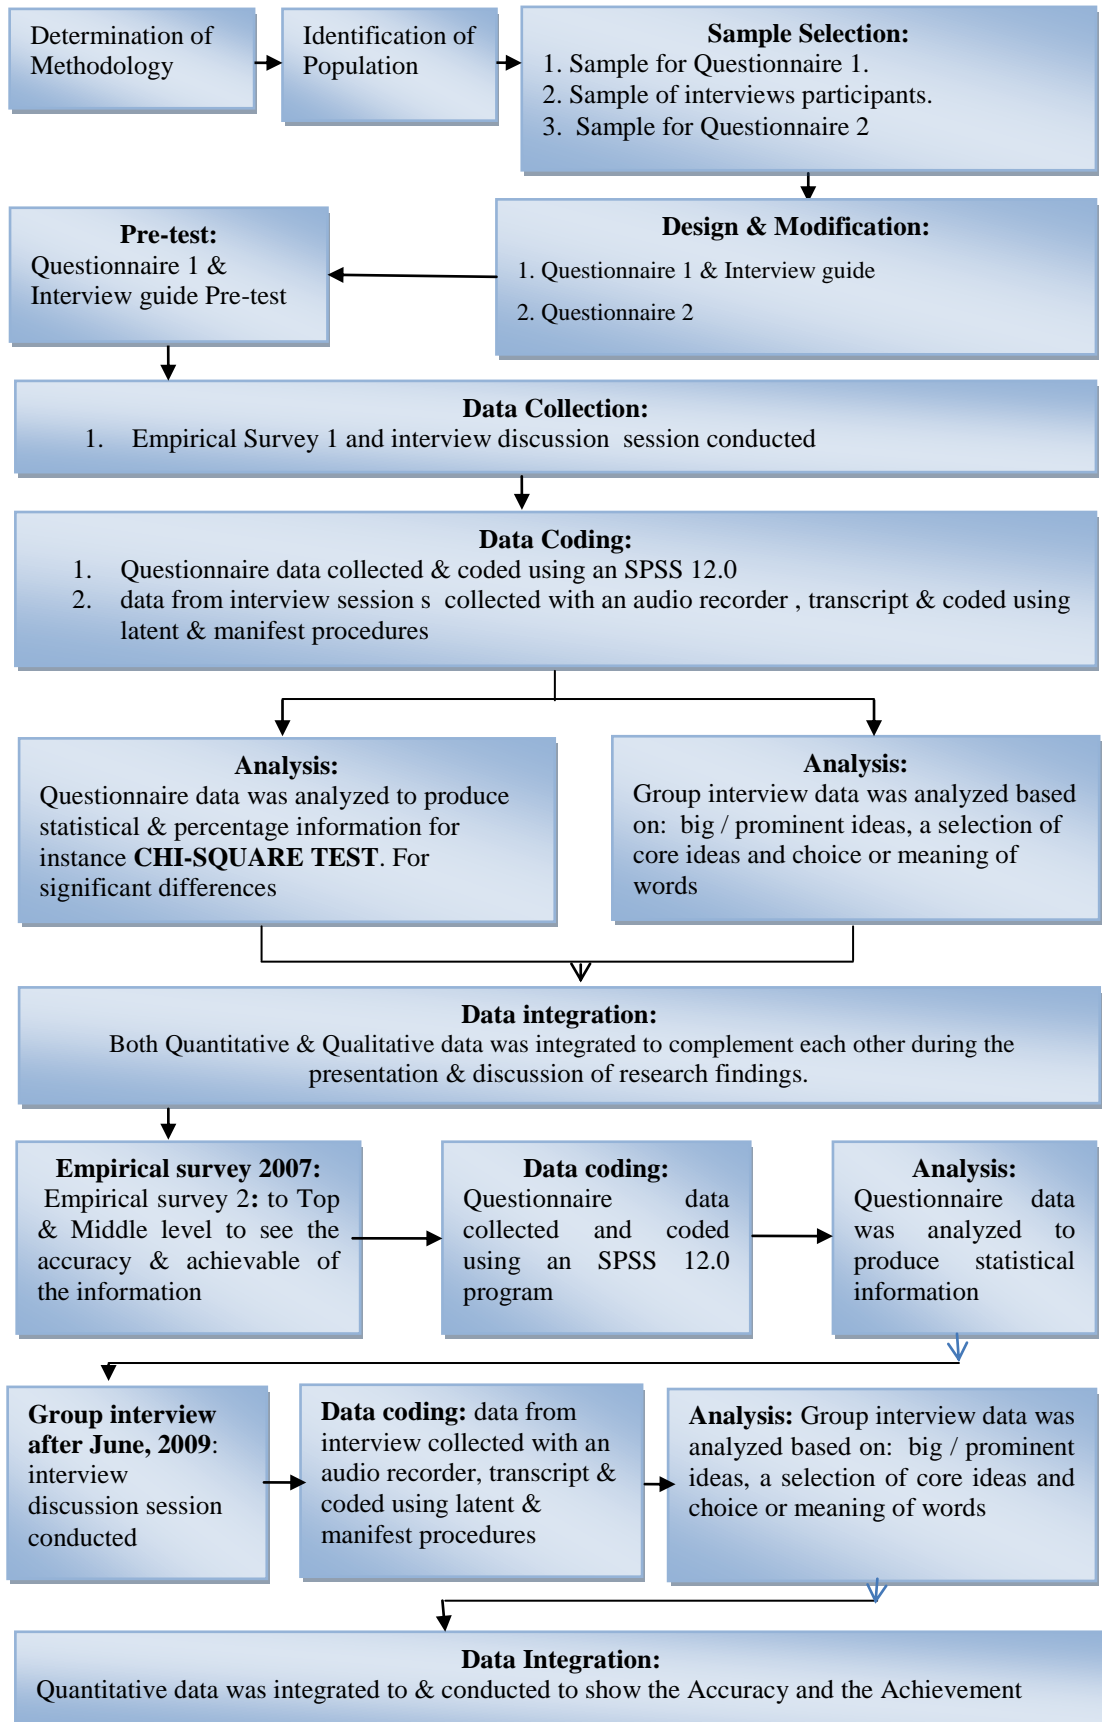 Determination of
Methodology
Identification of
Population
Sample Selection:
1. Sample for Questionnaire 1.
2. Sample of interviews participants.
3. Sample for Questionnaire 2
Pre-test:
Questionnaire 1 &
Interview guide Pre-test
Design & Modification:
1. Questionnaire 1 & Interview guide
2. Questionnaire 2
Data Collection:
1. Empirical Survey 1 and interview discussion session conducted
Data Coding:
1. Questionnaire data collected & coded using an SPSS 12.0
2. data from interview session s collected with an audio recorder , transcript & coded using
latent & manifest procedures
Analysis:
Questionnaire data was analyzed to produce
statistical & percentage information for
instance CHI-SQUARE TEST. For
significant differences
Analysis:
Group interview data was analyzed based
on: big / prominent ideas, a selection of
core ideas and choice or meaning of
words
Data integration:
Both Quantitative & Qualitative data was integrated to complement each other during the
presentation & discussion of research findings.
Empirical survey 2007:
Empirical survey 2: to Top
& Middle level to see the
accuracy & achievable of
the information
Data coding:
Questionnaire data
collected and coded
using an SPSS 12.0
program
Analysis:
Questionnaire data
was analyzed to
produce statistical
information
Group interview
after June, 2009:
interview
discussion session
conducted
Data coding: data from
interview collected with an
audio recorder, transcript &
coded using latent &
manifest procedures
Analysis: Group interview data was
analyzed based on: big / prominent
ideas, a selection of core ideas and
choice or meaning of words
Data Integration:
Quantitative data was integrated to & conducted to show the Accuracy and the Achievement